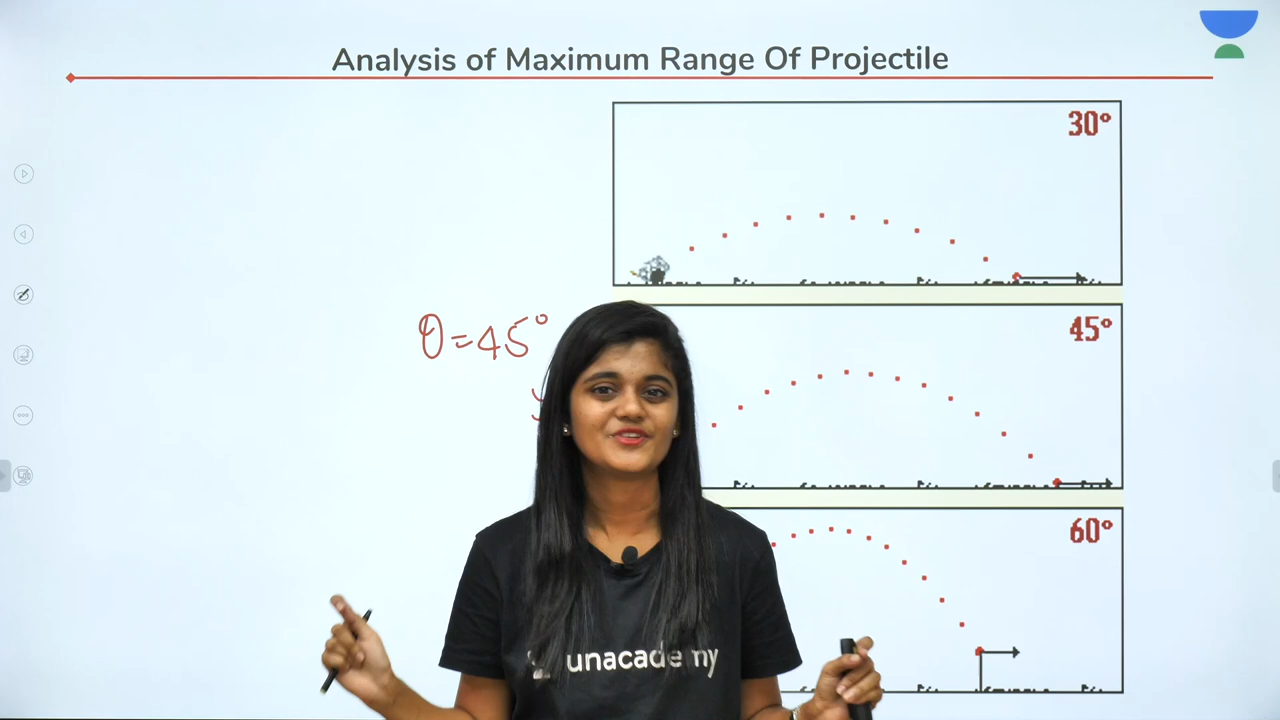 Analysis of Maximum Range Of Projectile
30°
θ=45°
45°
60°
unacademy